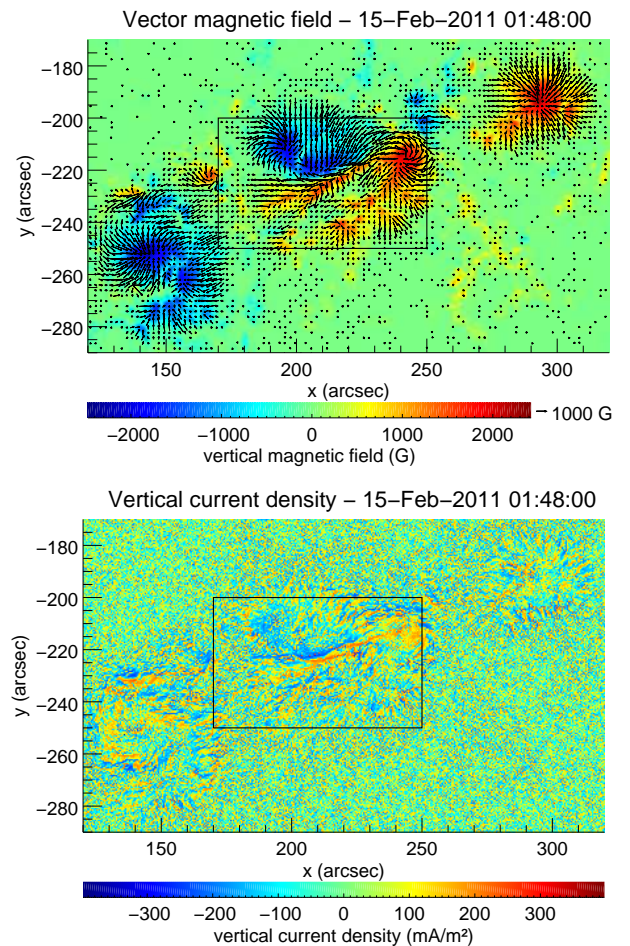 Vector magnetic field – 15–Feb–2011 01:48:00
−180
−200
−220
−240
−260
−280
y (arcsec)
150 200 250 300
x (arcsec)
−2000 −1000 0 1000 2000
1000 G
vertical magnetic field (G)
Vertical current density – 15–Feb–2011 01:48:00
−180
−200
−220
−240
−260
−280
y (arcsec)
150 200 250 300
x (arcsec)
−300 −200 −100 0 100 200 300
vertical current density (mA/m²)